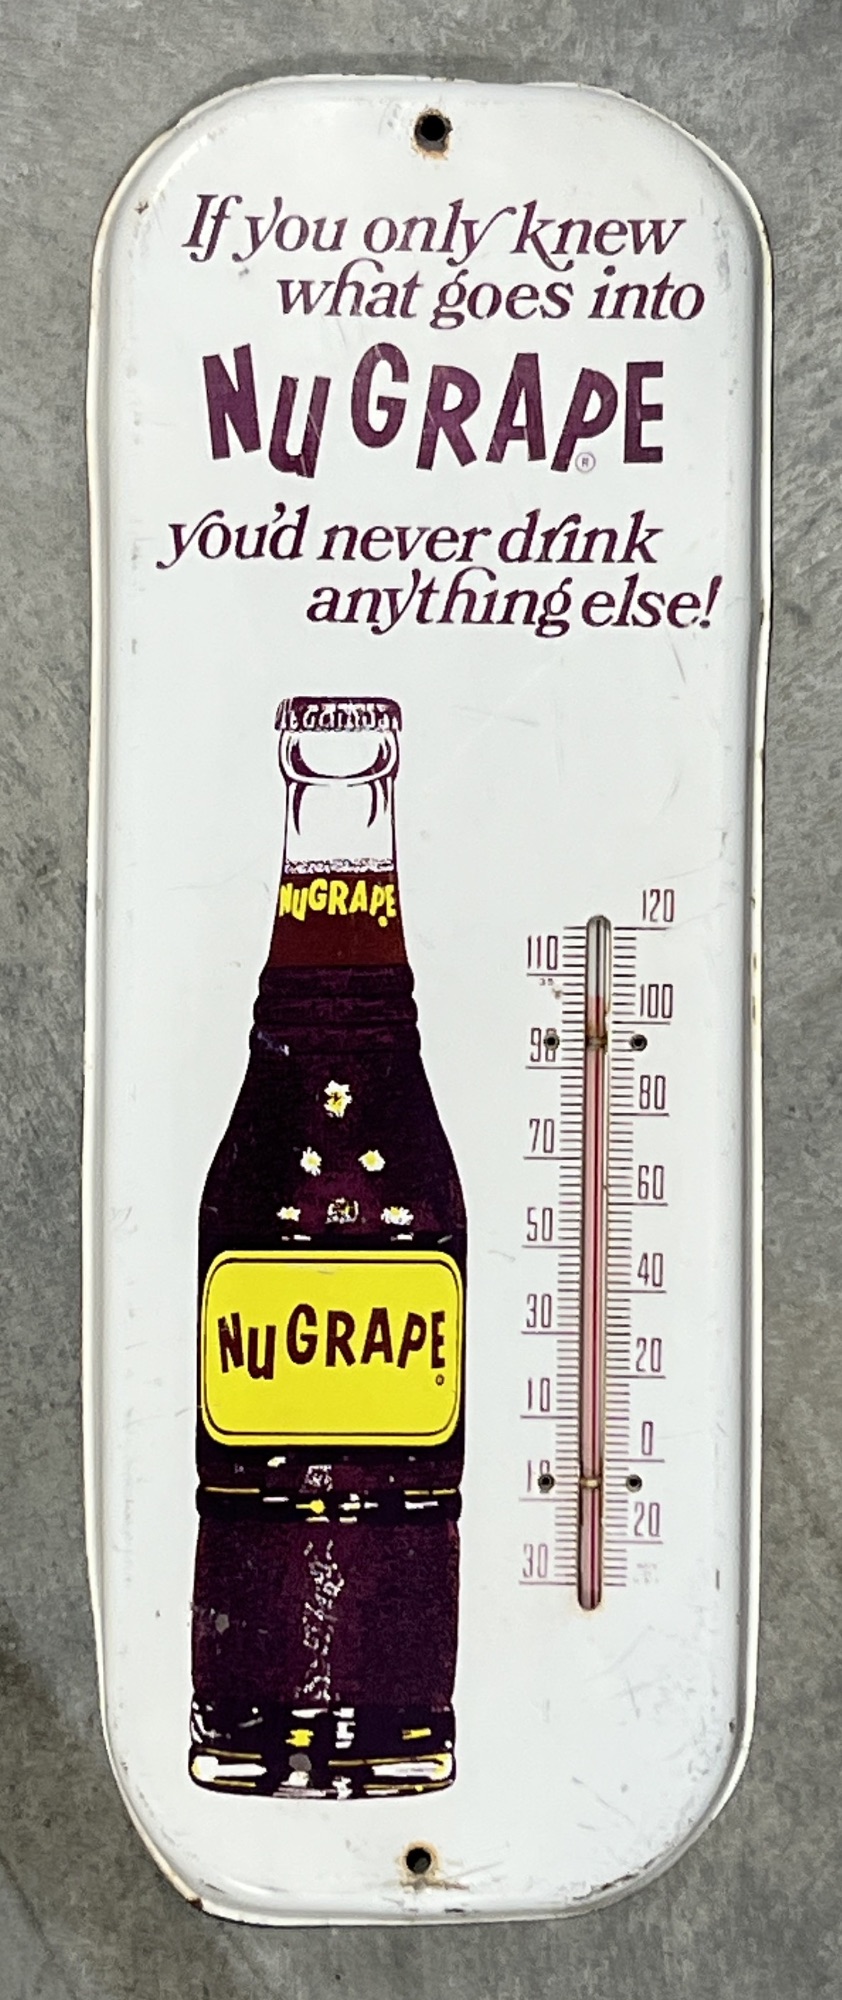 If you only knew
what goes into
NUGRAPE
®
you'd never drink
anything else!
NUGRAPE
NUGRAPE
120
110
100
90
80
70
60
50
40
30
20
10
0
10
20
30